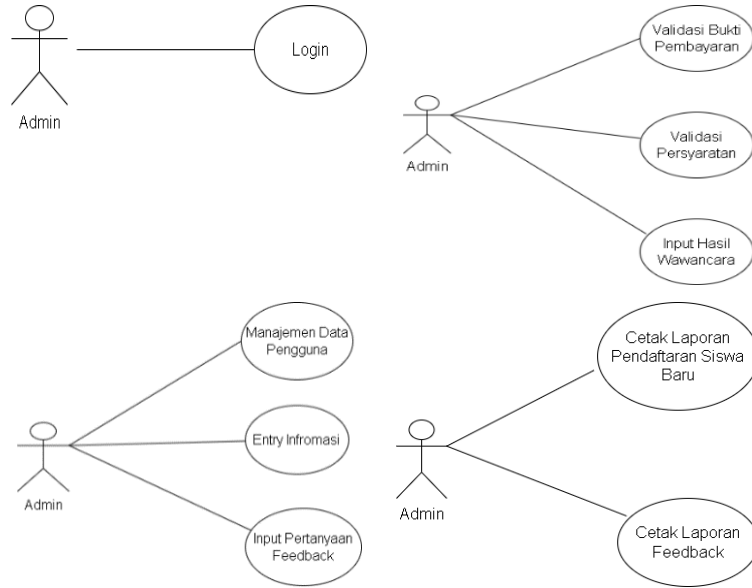 Login
Admin
Validasi Bukti
Pembayaran
Validasi
Persyaratan
Admin
Input Hasil
Wawancara
Manajemen Data
Pengguna
Entry Infromasi
Admin
Input Pertanyaan
Feedback
Cetak Laporan
Pendaftaran Siswa
Baru
Admin
Cetak Laporan
Feedback